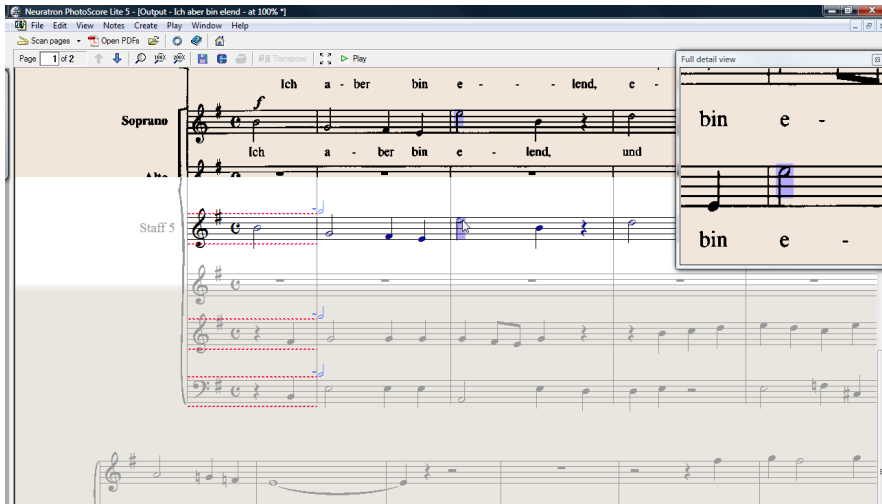 Neuratron PhotoScore Lite 5 - [Output - Ich aber bin elend - at 100% *]
File Edit View Notes Create Play Window Help
Scan pages Open PDFs
Page 1 of 2 100% Transpose Play
Full detail view
Ich a - ber bin e - - - lend, e -
f
Soprano
Ich a - ber bin e - lend, und
Staff 5
bin e -
bin e -